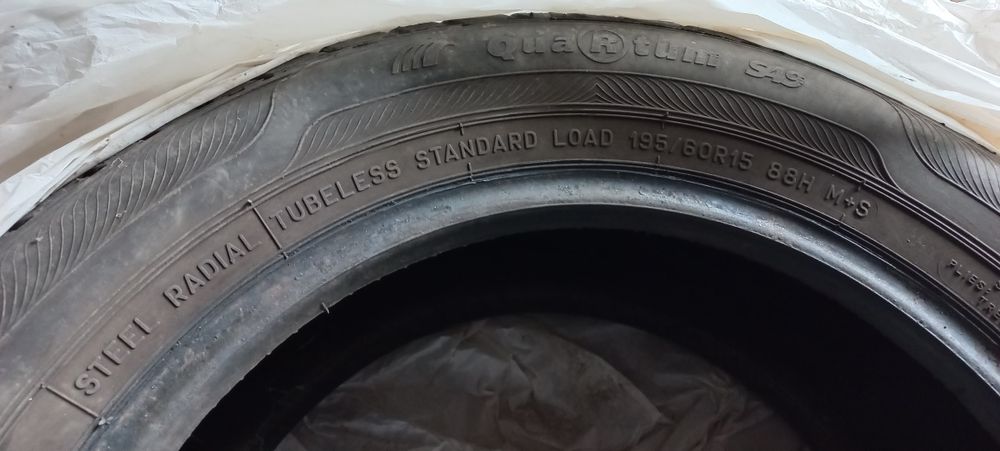 QuaRtum S49
STEEL RADIAL TUBELESS STANDARD LOAD 195/60R15 88H M+S